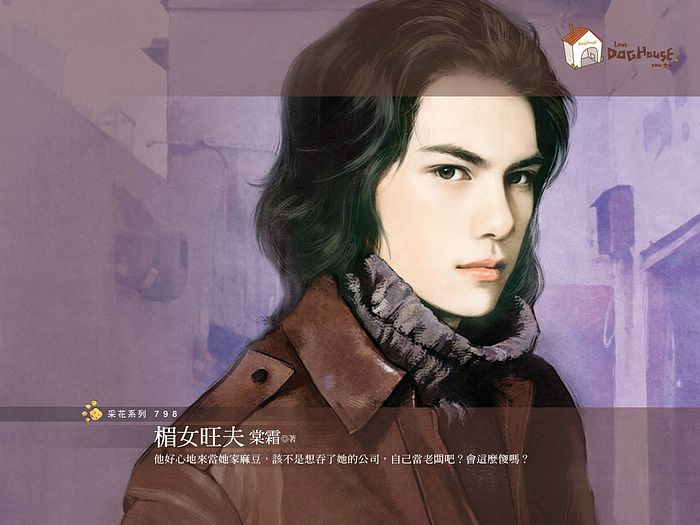 LOVE
DOGHOUSE
采花系列 798
媚女旺夫 棠霜◎著
他好心地來當她家麻豆，該不是想吞了她的公司，自己當老闆吧？會這麼傻嗎？